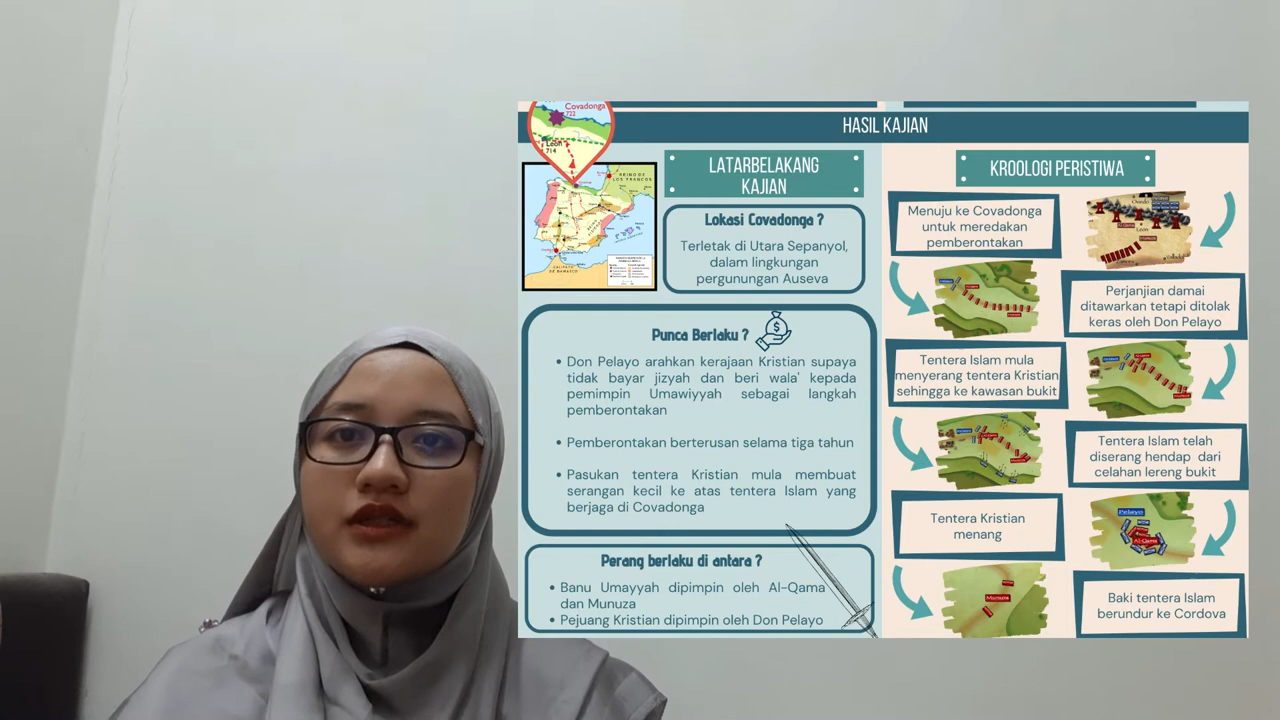 HASIL KAJIAN
Covadonga
722
León
714
LATARBELAKANG
KAJIAN
Lokasi Covadonga ?
Terletak di Utara Sepanyol,
dalam lingkungan
pergunungan Auseva
Punca Berlaku ?
$
• Don Pelayo arahkan kerajaan Kristian supaya
tidak bayar jizyah dan beri wala' kepada
pemimpin Umawiyyah sebagai langkah
pemberontakan
• Pemberontakan berterusan selama tiga tahun
• Pasukan tentera Kristian mula membuat
serangan kecil ke atas tentera Islam yang
berjaga di Covadonga
Perang berlaku di antara ?
• Banu Umayyah dipimpin oleh Al-Qama
dan Munuza
• Pejuang Kristian dipimpin oleh Don Pelayo
KROOLOGI PERISTIWA
Menuju ke Covadonga
untuk meredakan
pemberontakan
Perjanjian damai
ditawarkan tetapi ditolak
keras oleh Don Pelayo
Tentera Islam mula
menyerang tentera Kristian
sehingga ke kawasan bukit
Tentera Islam telah
diserang hendap dari
celahan lereng bukit
Tentera Kristian
menang
Pelayo
Al-Qama
Munuza
Baki tentera Islam
berundur ke Cordova